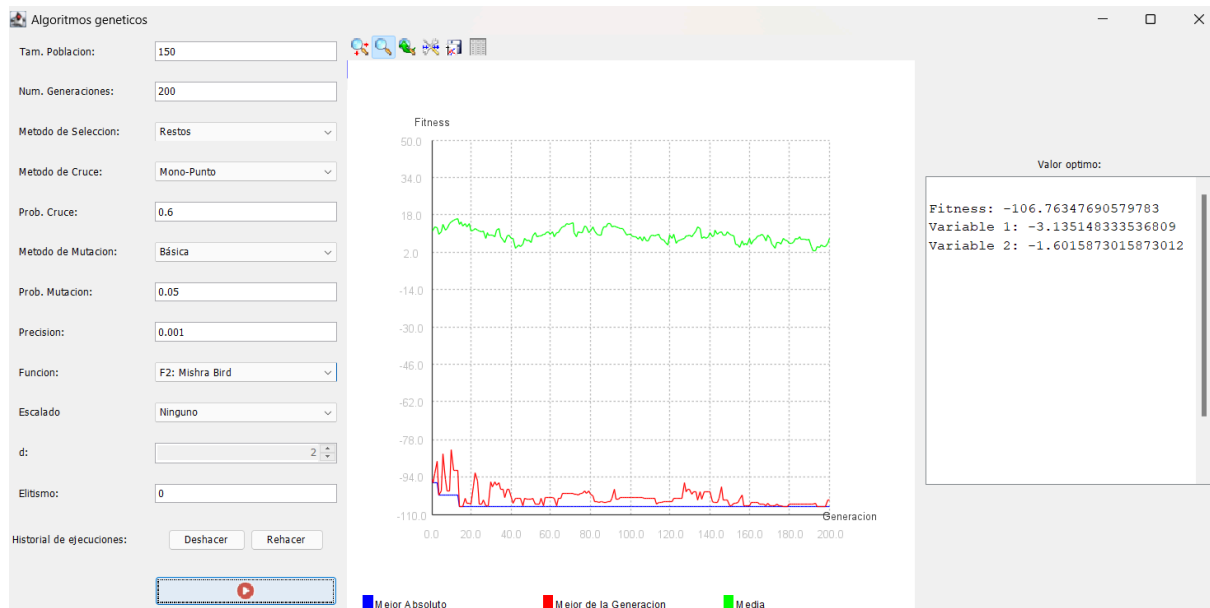 Algoritmos geneticos
Tam. Poblacion: 150
Num. Generaciones: 200
Metodo de Seleccion: Restos
Metodo de Cruce: Mono-Punto
Prob. Cruce: 0.6
Metodo de Mutacion: Básica
Prob. Mutacion: 0.05
Precision: 0.001
Funcion: F2: Mishra Bird
Escalado Ninguno
d: 2
Elitismo: 0
Historial de ejecuciones: Deshacer Rehacer
Fitness
50.0
34.0
18.0
2.0
-14.0
-30.0
-46.0
-62.0
-78.0
-94.0
-110.0
Generacion
0.0 20.0 40.0 60.0 80.0 100.0 120.0 140.0 160.0 180.0 200.0
Mejor Absoluto Mejor de la Generacion Media
Valor optimo:
Fitness: -106.76347690579783
Variable 1: -3.135148333536809
Variable 2: -1.6015873015873012